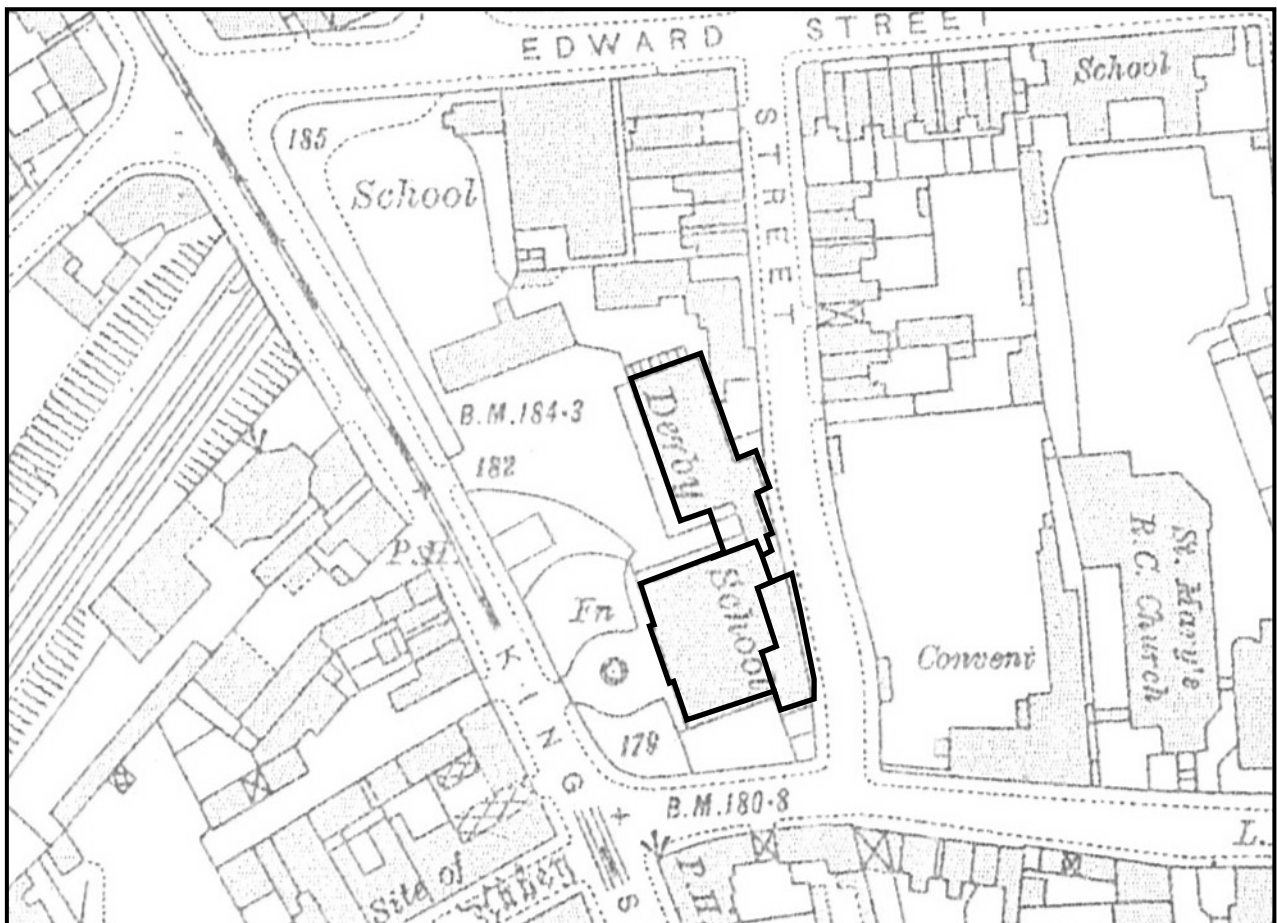 EDWARD STREET
School
185
School
STREET
B.M.184·3
182
Derby
School
P.H.
Fn
Convent
St. Mary's
R.C. Church
179
KING S
B.M.180·8
L.
Site of
P.H.